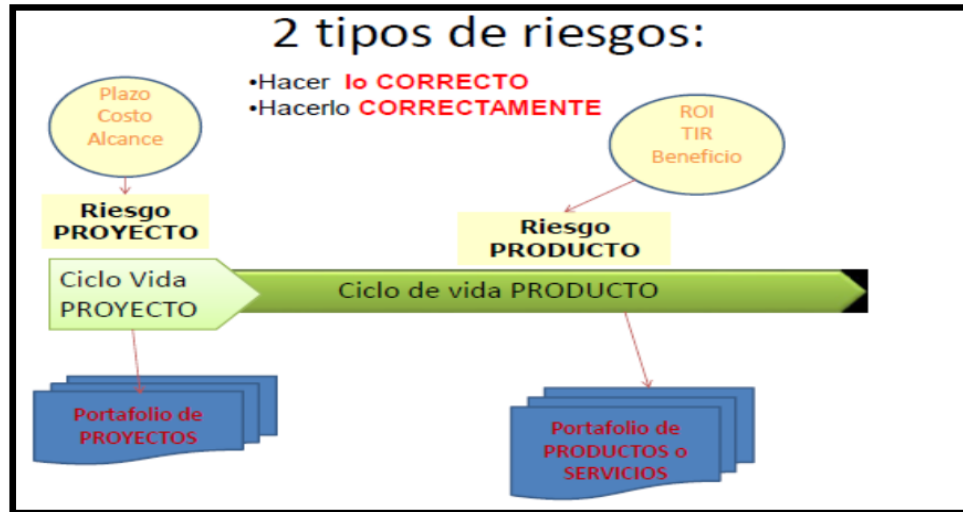 2 tipos de riesgos:
•Hacer lo CORRECTO
•Hacerlo CORRECTAMENTE
Plazo
Costo
Alcance
ROI
TIR
Beneficio
Riesgo
PROYECTO
Riesgo
PRODUCTO
Ciclo Vida
PROYECTO
Ciclo de vida PRODUCTO
Portafolio de
PROYECTOS
Portafolio de
PRODUCTOS o
SERVICIOS